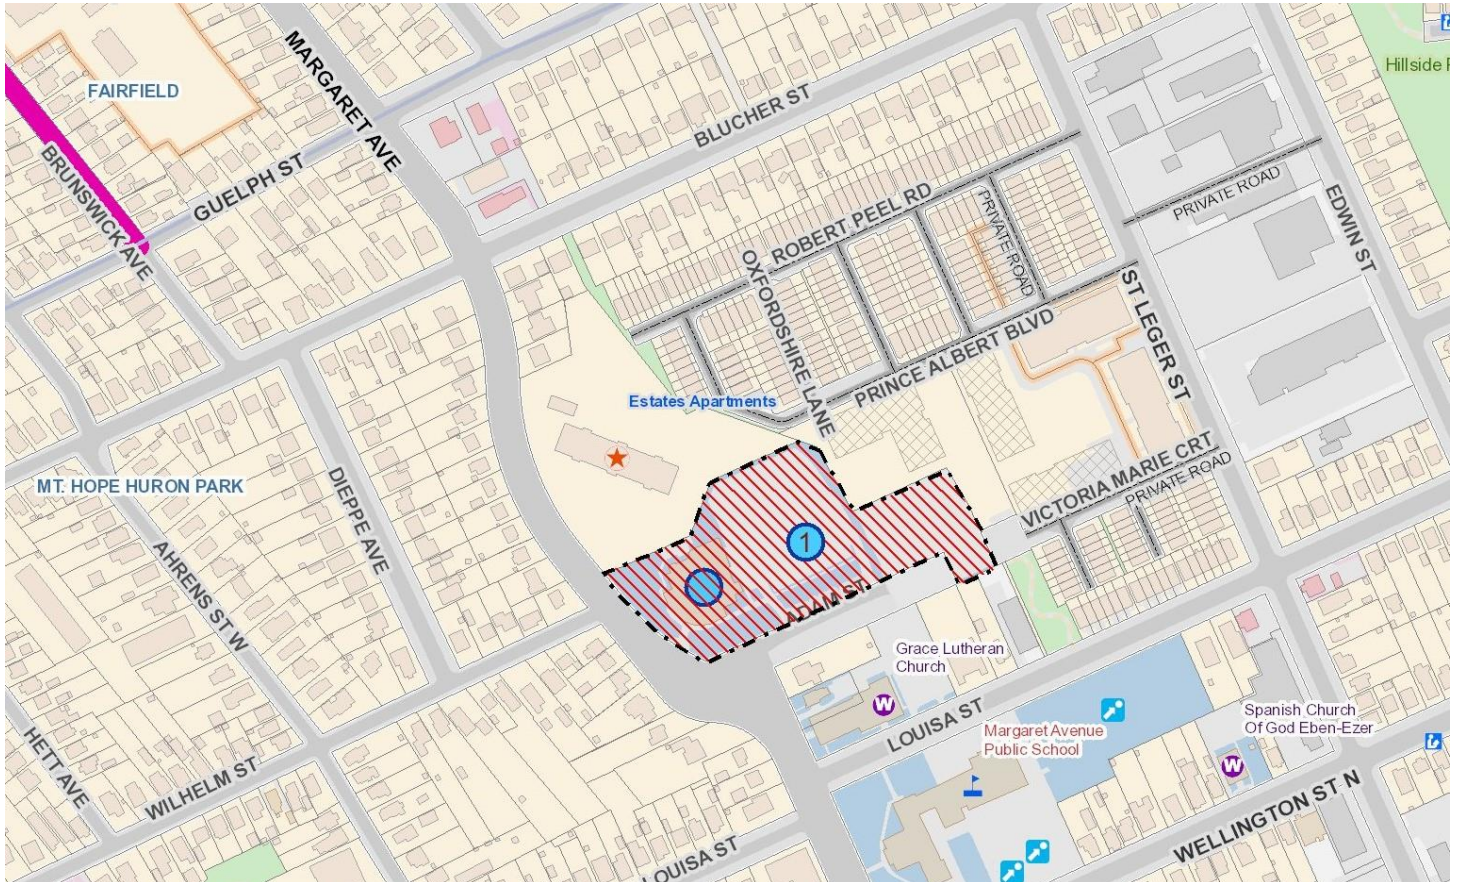 MARGARET AVE
Hillside
FAIRFIELD
BLUCHER ST
BRUNSWICK AVE
GUELPH ST
ROBERT PEEL RD
PRIVATE ROAD
PRIVATE ROAD
EDWIN ST
OXFORDSHIRE LANE
ST LEGER ST
PRINCE ALBERT BLVD
Estates Apartments
VICTORIA MARIE CRT
PRIVATE ROAD
MT. HOPE HURON PARK
DIEPPE AVE
AHRENS ST W
1
ADAM ST
Grace Lutheran
Church
W
LOUISA ST
Margaret Avenue
Public School
Spanish Church
Of God Eben-Ezer
W
HETT AVE
WILHELM ST
WELLINGTON ST N
LOUISA ST